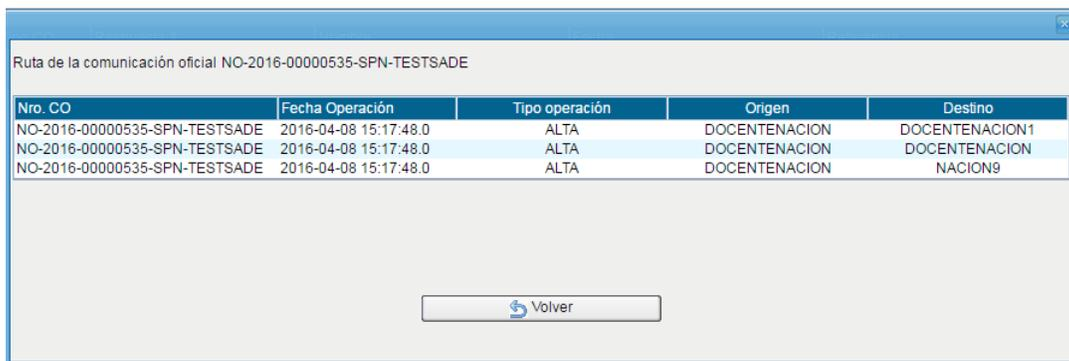 Ruta de la comunicación oficial NO-2016-00000535-SPN-TESTSADE
Nro. CO Fecha Operación Tipo operación Origen Destino
NO-2016-00000535-SPN-TESTSADE 2016-04-08 15:17:48.0 ALTA DOCENTENACION DOCENTENACION1
NO-2016-00000535-SPN-TESTSADE 2016-04-08 15:17:48.0 ALTA DOCENTENACION DOCENTENACION
NO-2016-00000535-SPN-TESTSADE 2016-04-08 15:17:48.0 ALTA DOCENTENACION NACION9
Volver